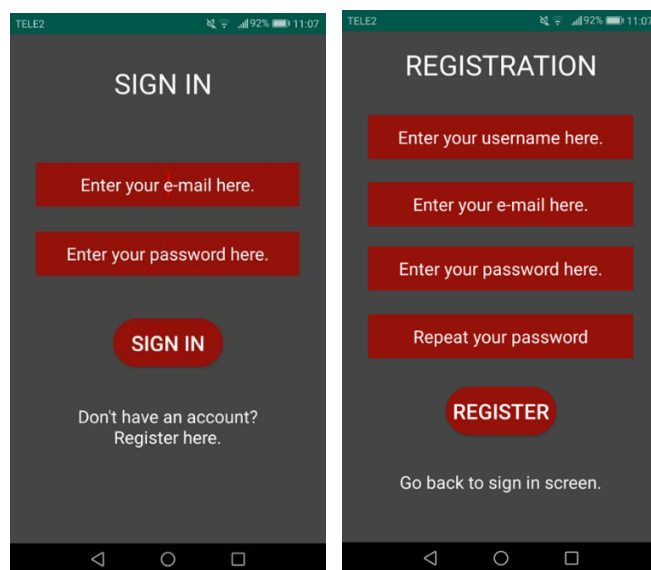 TELE2 92% 11:07
SIGN IN
Enter your e-mail here.
Enter your password here.
SIGN IN
Don't have an account?
Register here.
TELE2 92% 11:07
REGISTRATION
Enter your username here.
Enter your e-mail here.
Enter your password here.
Repeat your password
REGISTER
Go back to sign in screen.